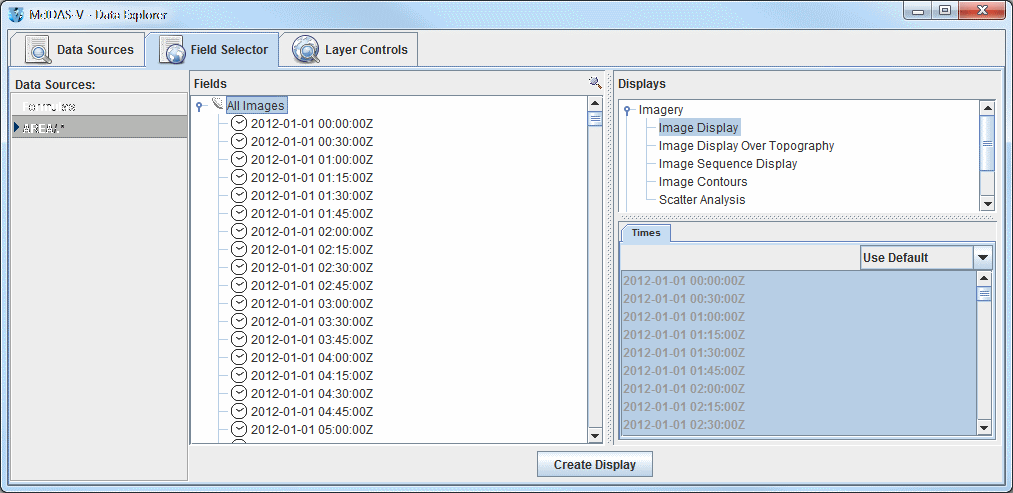 McIDAS-V - Data Explorer
Data Sources
Field Selector
Layer Controls
Data Sources:
Formulas
AREA*.*
Fields
All Images
2012-01-01 00:00:00Z
2012-01-01 00:30:00Z
2012-01-01 01:00:00Z
2012-01-01 01:15:00Z
2012-01-01 01:30:00Z
2012-01-01 01:45:00Z
2012-01-01 02:00:00Z
2012-01-01 02:15:00Z
2012-01-01 02:30:00Z
2012-01-01 02:45:00Z
2012-01-01 03:00:00Z
2012-01-01 03:30:00Z
2012-01-01 03:45:00Z
2012-01-01 04:00:00Z
2012-01-01 04:15:00Z
2012-01-01 04:30:00Z
2012-01-01 04:45:00Z
2012-01-01 05:00:00Z
Displays
Imagery
Image Display
Image Display Over Topography
Image Sequence Display
Image Contours
Scatter Analysis
Times
Use Default
2012-01-01 00:00:00Z
2012-01-01 00:30:00Z
2012-01-01 01:00:00Z
2012-01-01 01:15:00Z
2012-01-01 01:30:00Z
2012-01-01 01:45:00Z
2012-01-01 02:00:00Z
2012-01-01 02:15:00Z
2012-01-01 02:30:00Z
Create Display